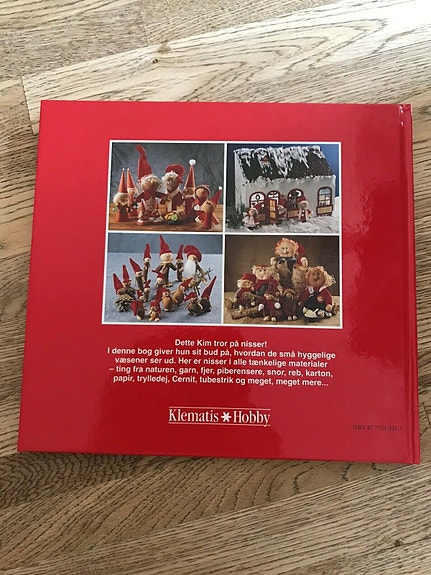 Dette Kim tror på nisser!
I denne bog giver hun sit bud på, hvordan de små hyggelige
væsener ser ud. Her er nisser i alle tænkelige materialer
– ting fra naturen, garn, fjer, piberensere, snor, reb, karton,
papir, trylledej, Cernit, tubestrik og meget, meget mere...
Klematis✶Hobby
ISBN